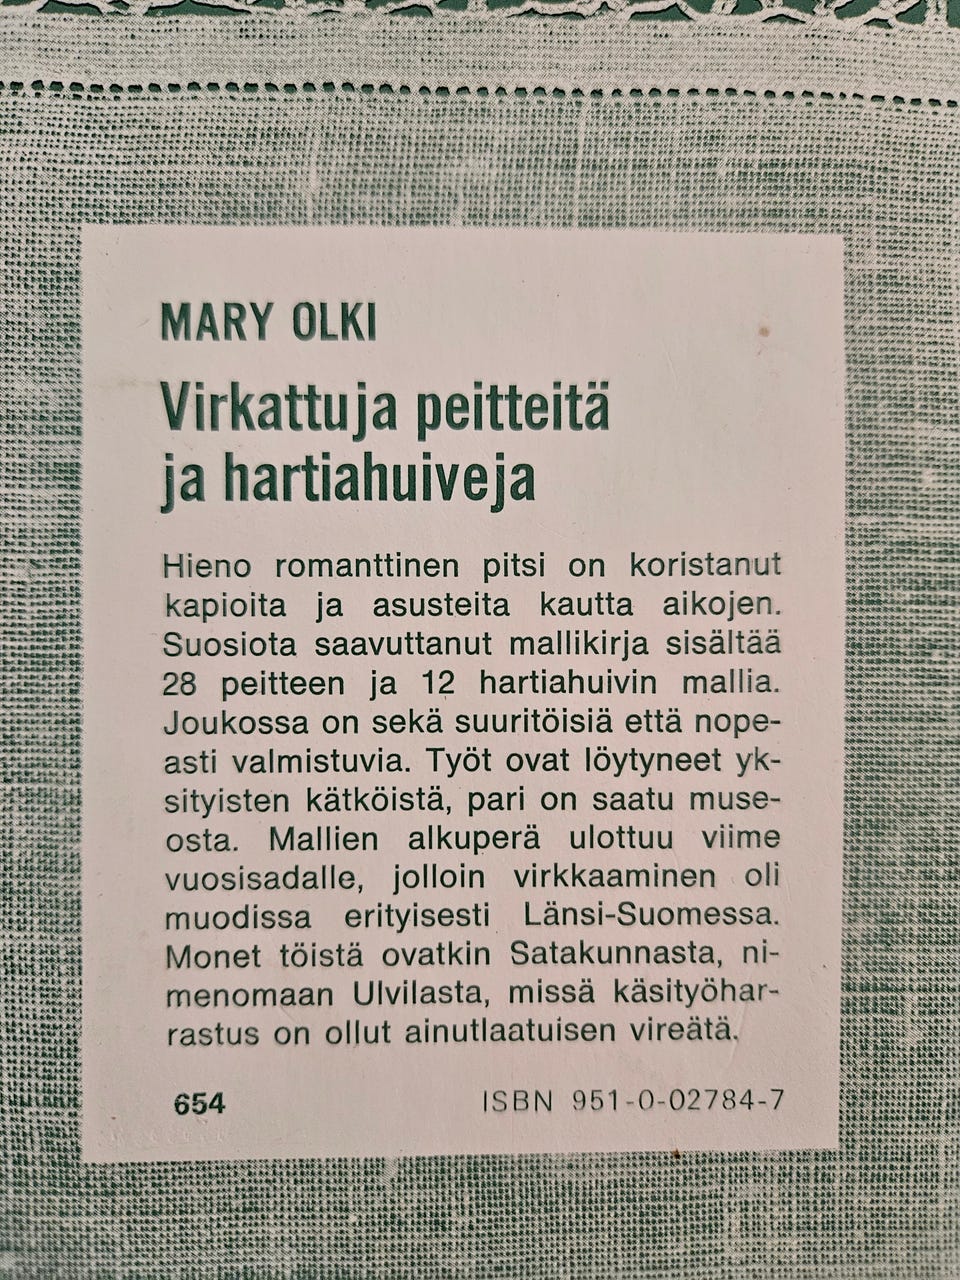 MARY OLKI
Virkattuja peitteitä
ja hartiahuiveja
Hieno romanttinen pitsi on koristanut
kapioita ja asusteita kautta aikojen.
Suosiota saavuttanut mallikirja sisältää
28 peitteen ja 12 hartiahuivin mallia.
Joukossa on sekä suuritöisiä että nope-
asti valmistuvia. Työt ovat löytyneet yk-
sityisten kätköistä, pari on saatu muse-
osta. Mallien alkuperä ulottuu viime
vuosisadalle, jolloin virkkaaminen oli
muodissa erityisesti Länsi-Suomessa.
Monet töistä ovatkin Satakunnasta, ni-
menomaan Ulvilasta, missä käsityöhar-
rastus on ollut ainutlaatuisen vireätä.
654 ISBN 951-0-02784-7